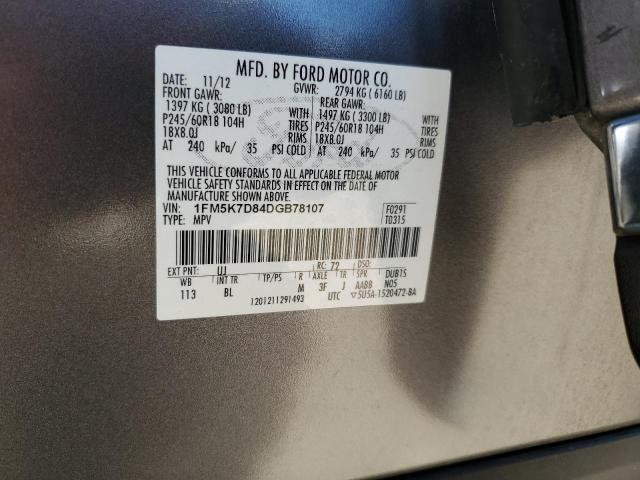 MFD. BY FORD MOTOR CO.
DATE: 11/12 GVWR: 2794 KG ( 6160 LB)
FRONT GAWR: REAR GAWR:
1397 KG ( 3080 LB) WITH 1497 KG ( 3300 LB) WITH
P245/60R18 104H TIRES P245/60R18 104H TIRES
18X8.0J RIMS 18X8.0J RIMS
AT 240 kPa/ 35 PSI COLD AT 240 kPa/ 35 PSI COLD
THIS VEHICLE CONFORMS TO ALL APPLICABLE FEDERAL MOTOR
VEHICLE SAFETY STANDARDS IN EFFECT ON THE DATE OF
MANUFACTURE SHOWN ABOVE.
VIN: 1FM5K7D84DGB78107 F0291
TYPE: MPV T0315
EXT PNT: UJ RC: 72 DSO:
WB INT TR TP/PS R AXLE TR SPR DUB15
113 BL M 3F J AABB N05
1201211291493 UTC ▽5U5A-1520472-BA
Ford